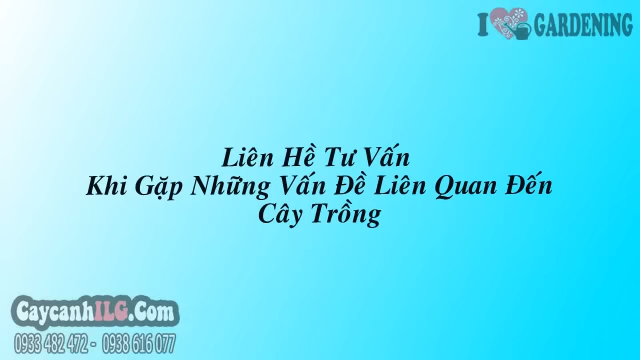 I GARDENING
Liên Hề Tư Vấn
Khi Gặp Những Vấn Đề Liên Quan Đến
Cây Trồng
CaycanhILG.Com
0933 482 472 - 0938 616 077